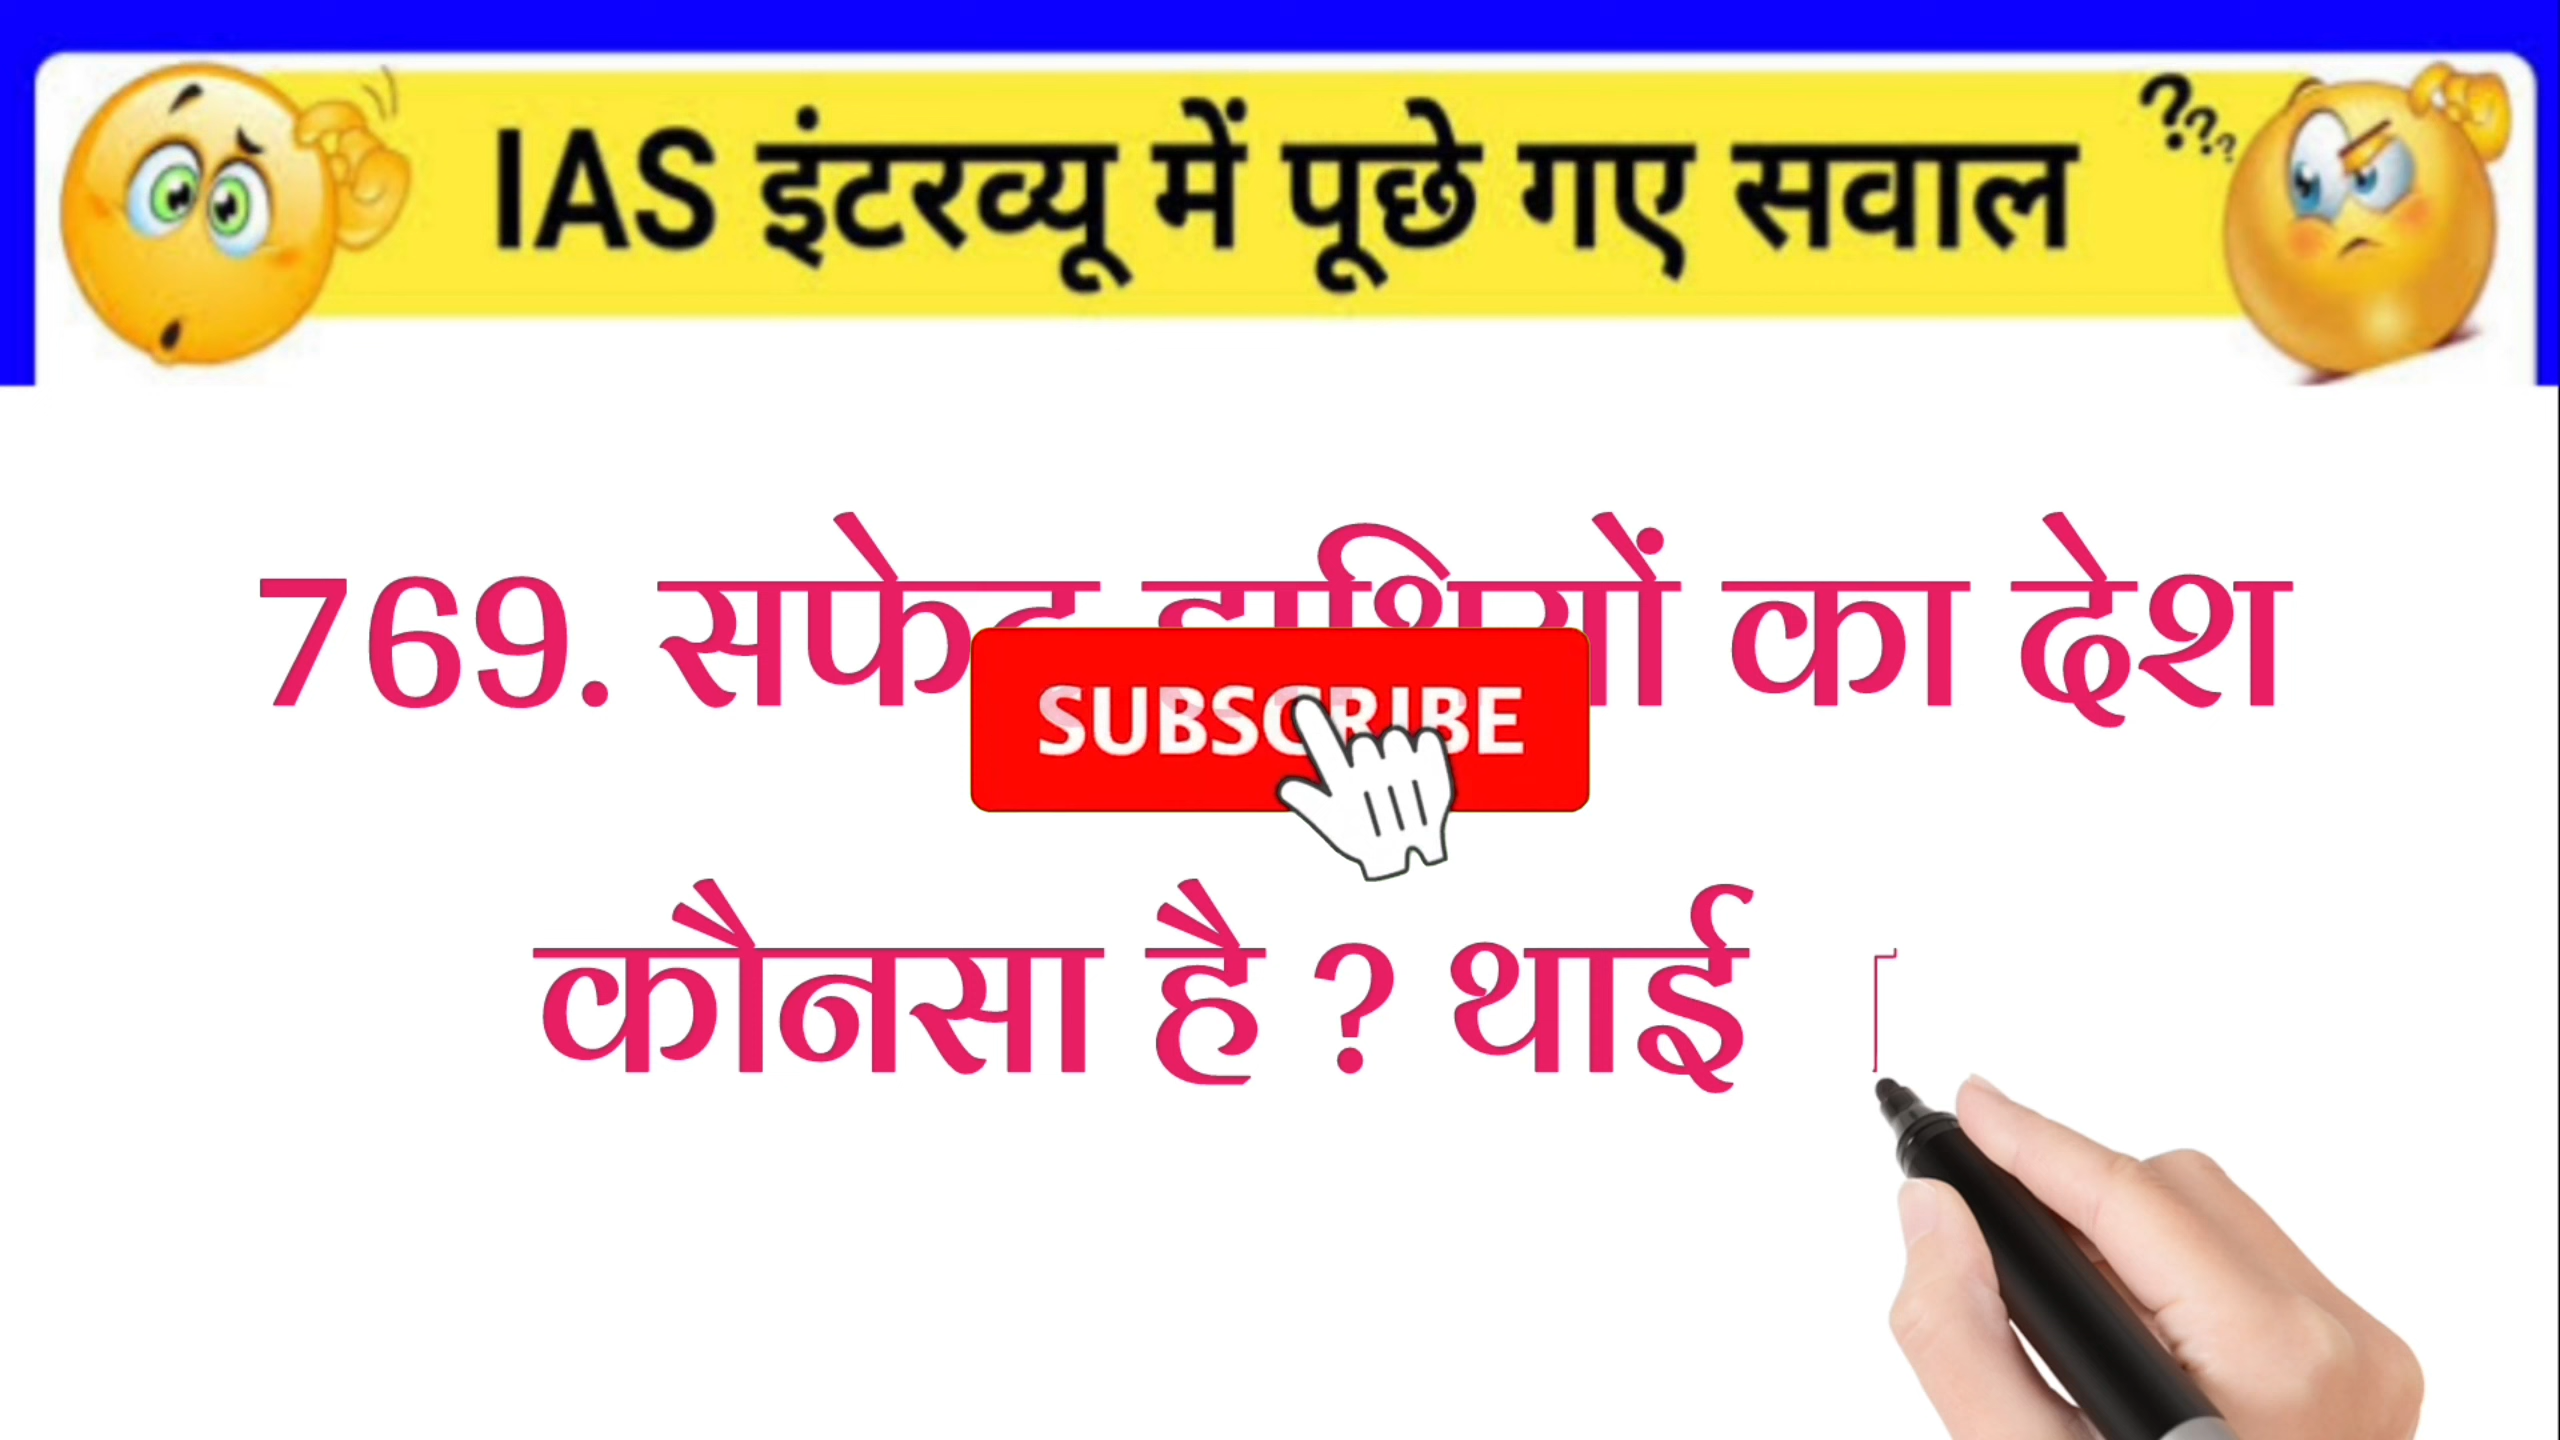 IAS इंटरव्यू में पूछे गए सवाल
???
769. सफेद हाथियों का देश
SUBSCRIBE
कौनसा है ? थाई